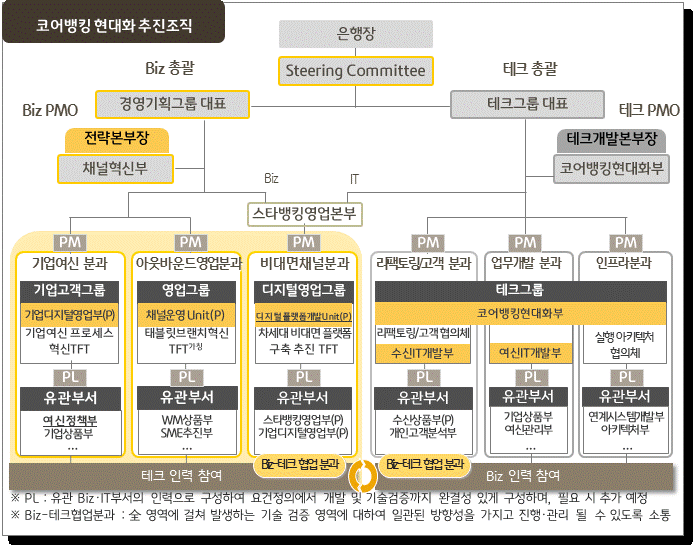 코어뱅킹 현대화 추진조직
은행장
Biz 총괄
Steering Committee
테크 총괄
Biz PMO
경영기획그룹 대표
테크그룹 대표
테크 PMO
전략본부장
테크개발본부장
채널혁신부
코어뱅킹현대화부
Biz
IT
스타뱅킹영업본부
PM PM PM PM PM PM
기업여신 분과 아웃바운드영업분과 비대면채널분과 리팩토링/고객 분과 업무개발 분과 인프라분과
기업고객그룹 영업그룹 디지털영업그룹 테크그룹
기업디지털영업부(P) 채널운영 Unit(P) 디지털플랫폼개발Unit(P) 코어뱅킹현대화부
기업여신 프로세스 태블릿브랜치혁신 차세대 비대면 플랫폼 리팩토링/고객 협의체 실행 아키텍처
혁신TFT TFT가칭 구축 추진 TFT 수신IT개발부 여신IT개발부 협의체
PL PL PL PL PL PL
유관부서 유관부서 유관부서 유관부서 유관부서 유관부서
여신정책부 WM상품부 스타뱅킹영업부(P) 수신상품부(P) 기업상품부 연계시스템개발부
기업상품부 SME추진부 기업디지털영업부(P) 개인고객분석부 여신관리부 아키텍처부
... ... ... ... ... ...
Biz-테크 협업 분과 Biz-테크 협업 분과
테크 인력 참여 Biz 인력 참여
※ PL : 유관 Biz·IT부서의 인력으로 구성하여 요건정의에서 개발 및 기술검증까지 완결성 있게 구성하며, 필요 시 추가 예정
※ Biz-테크협업분과 : 全 영역에 걸쳐 발생하는 기술 검증 영역에 대하여 일관된 방향성을 가지고 진행·관리 될 수 있도록 소통